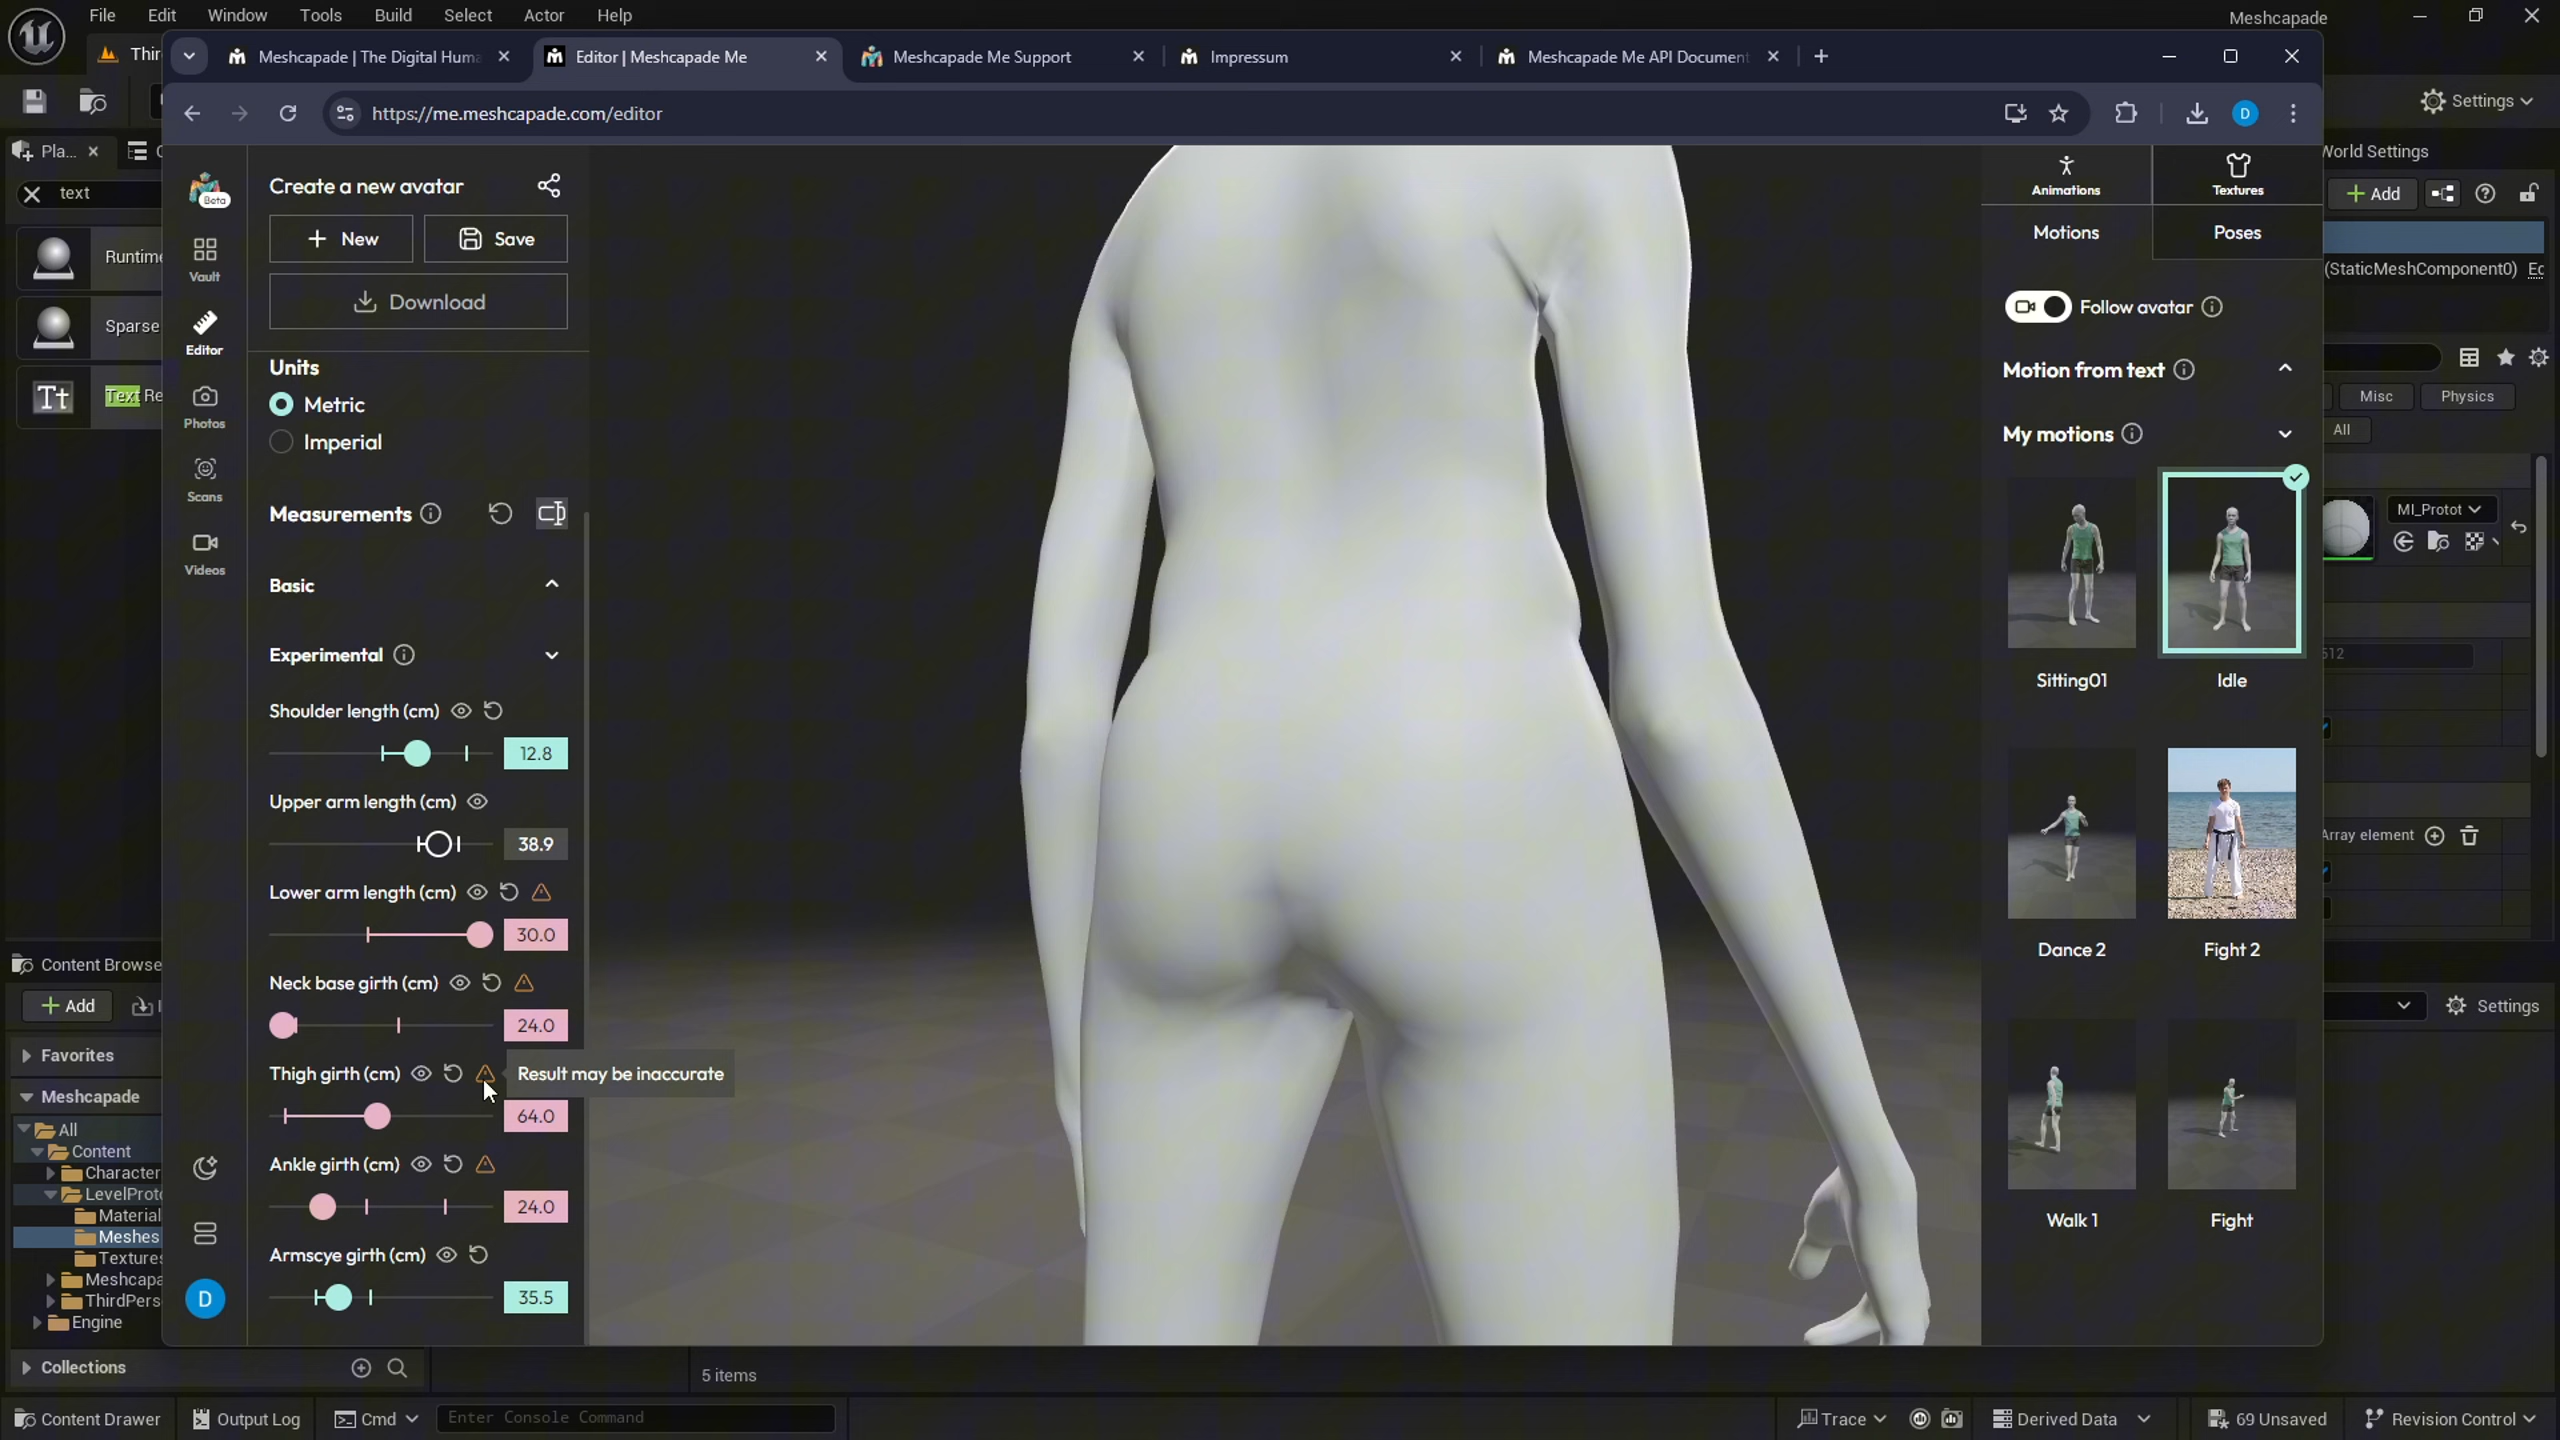 File Edit Window Tools Build Select Actor Help
Meshcapade
Meshcapade | The Digital Huma
Editor | Meshcapade Me
Meshcapade Me Support
Impressum
Meshcapade Me API Document
https://me.meshcapade.com/editor
D
Settings
Pla...
World Settings
text
Add
Runtime
(StaticMeshComponent0)
Sparse
Tt Text Re
Misc
Physics
All
MI_Protot
512
Array element
Beta
Vault
Editor
Photos
Scans
Videos
D
Create a new avatar
New
Save
Download
Units
Metric
Imperial
Measurements
Basic
Experimental
Shoulder length (cm)
12.8
Upper arm length (cm)
38.9
Lower arm length (cm)
30.0
Neck base girth (cm)
24.0
Thigh girth (cm)
Result may be inaccurate
64.0
Ankle girth (cm)
24.0
Armscye girth (cm)
35.5
Animations
Textures
Motions
Poses
Follow avatar
Motion from text
My motions
Sitting01
Idle
Dance 2
Fight 2
Walk 1
Fight
Content Browse
Add
Settings
Favorites
Meshcapade
All
Content
Character
LevelProto
Material
Meshes
Textures
Meshcapa
ThirdPers
Engine
Collections
5 items
Content Drawer
Output Log
Cmd
Enter Console Command
Trace
Derived Data
69 Unsaved
Revision Control